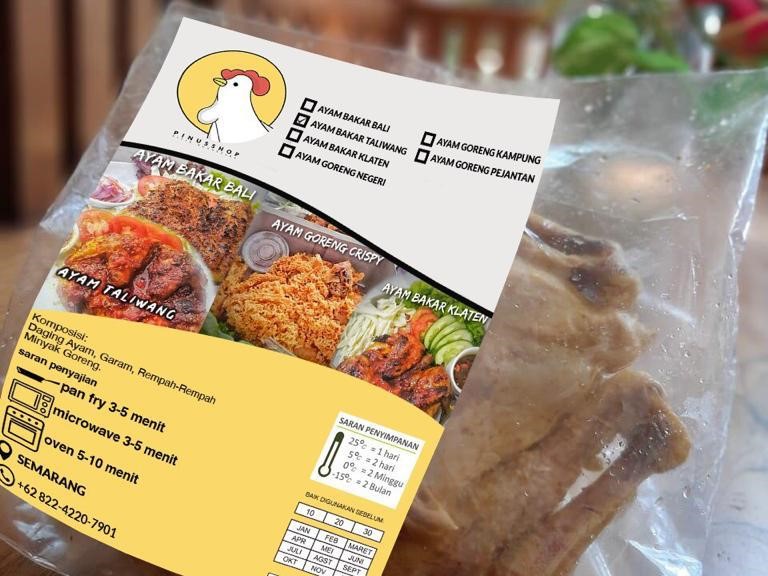 PINUSSHOP
AYAM BAKAR BALI
AYAM BAKAR TALIWANG
AYAM BAKAR KLATEN
AYAM GORENG NEGERI
AYAM GORENG KAMPUNG
AYAM GORENG PEJANTAN
AYAM BAKAR BALI
AYAM GORENG CRISPY
AYAM TALIWANG
AYAM BAKAR KLATEN
Komposisi:
Daging Ayam, Garam, Rempah-Rempah
Minyak Goreng.
saran penyajian
pan fry 3-5 menit
microwave 3-5 menit
oven 5-10 menit
SEMARANG
+62 822-4220-7901
SARAN PENYIMPANAN
25°C = 1 hari
5°C = 2 hari
0°C = 2 Minggu
-15°C = 2 Bulan
BAIK DIGUNAKAN SEBELUM:
10 20 30
JAN FEB MARET
APR MEI JUNI
JULI AGST SEPT
OKT NOV